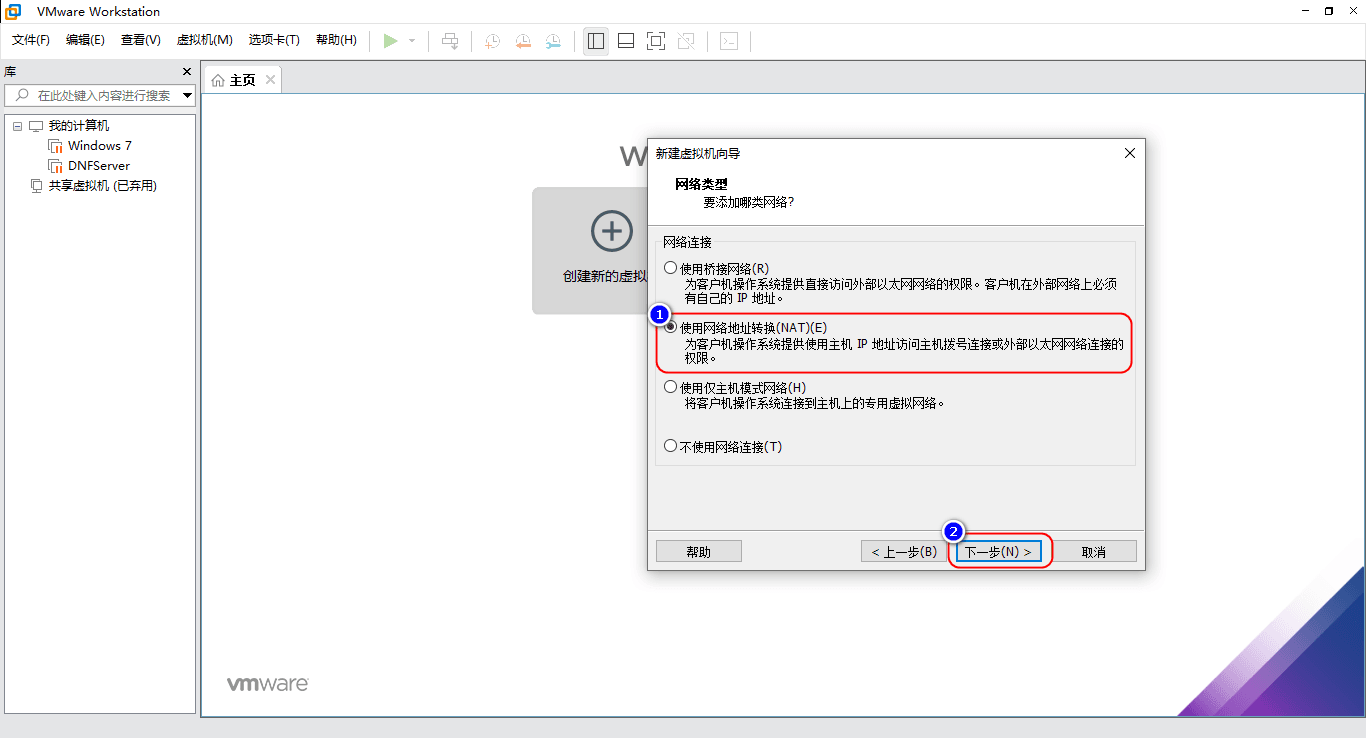 VMware Workstation
文件(F) 编辑(E) 查看(V) 虚拟机(M) 选项卡(T) 帮助(H)
库
在此处键入内容进行搜索
我的计算机
Windows 7
DNFServer
共享虚拟机 (已弃用)
主页
W
创建新的虚拟
新建虚拟机向导
网络类型
要添加哪类网络?
网络连接
使用桥接网络(R)
为客户机操作系统提供直接访问外部以太网网络的权限。客户机在外部网络上必须
有自己的 IP 地址。
1
使用网络地址转换(NAT)(E)
为客户机操作系统提供使用主机 IP 地址访问主机拨号连接或外部以太网网络连接的
权限。
使用仅主机模式网络(H)
将客户机操作系统连接到主机上的专用虚拟网络。
不使用网络连接(T)
2
帮助 < 上一步(B) 下一步(N) > 取消
vmware